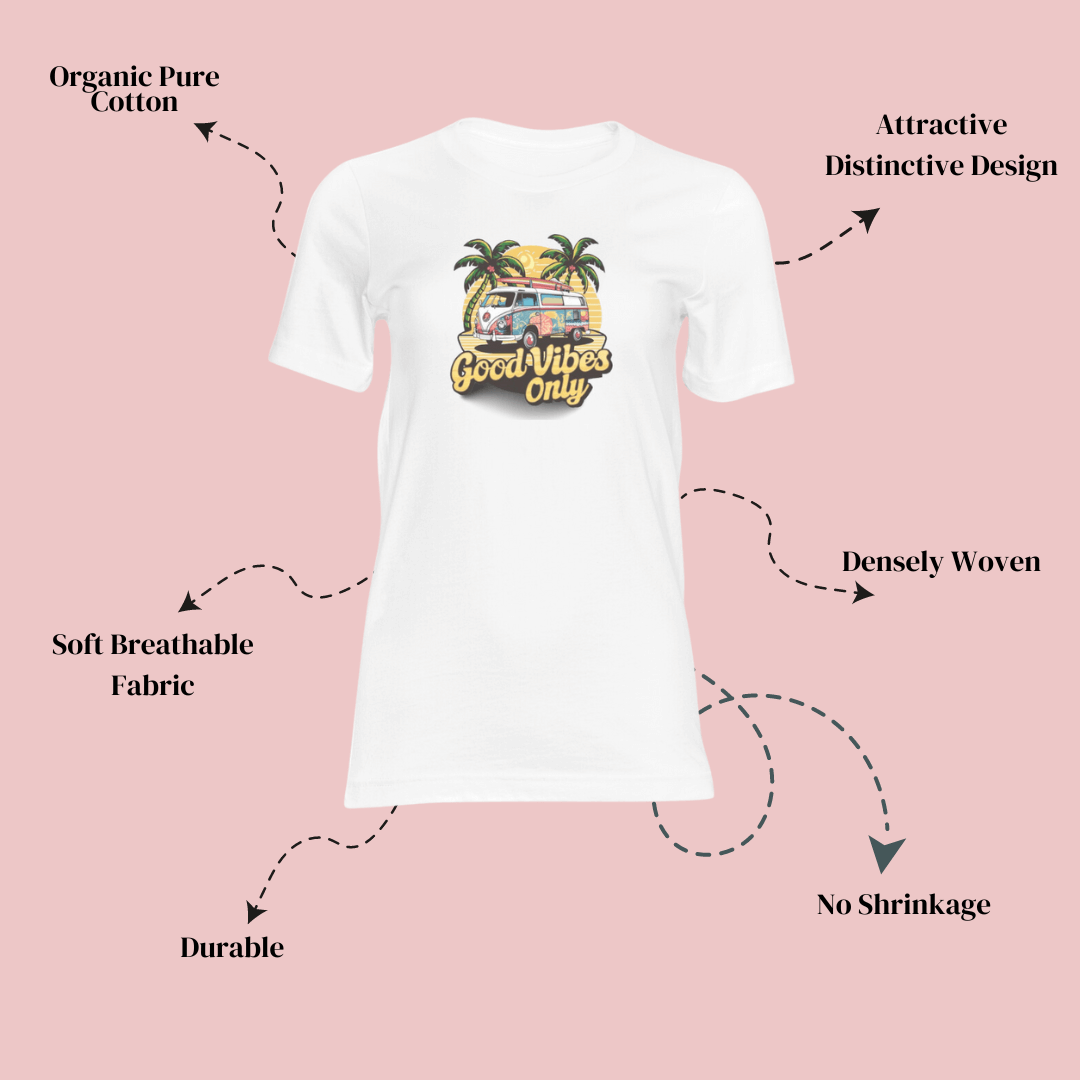 Organic Pure
Cotton
Attractive
Distinctive Design
Good Vibes
Only
Densely Woven
Soft Breathable
Fabric
No Shrinkage
Durable